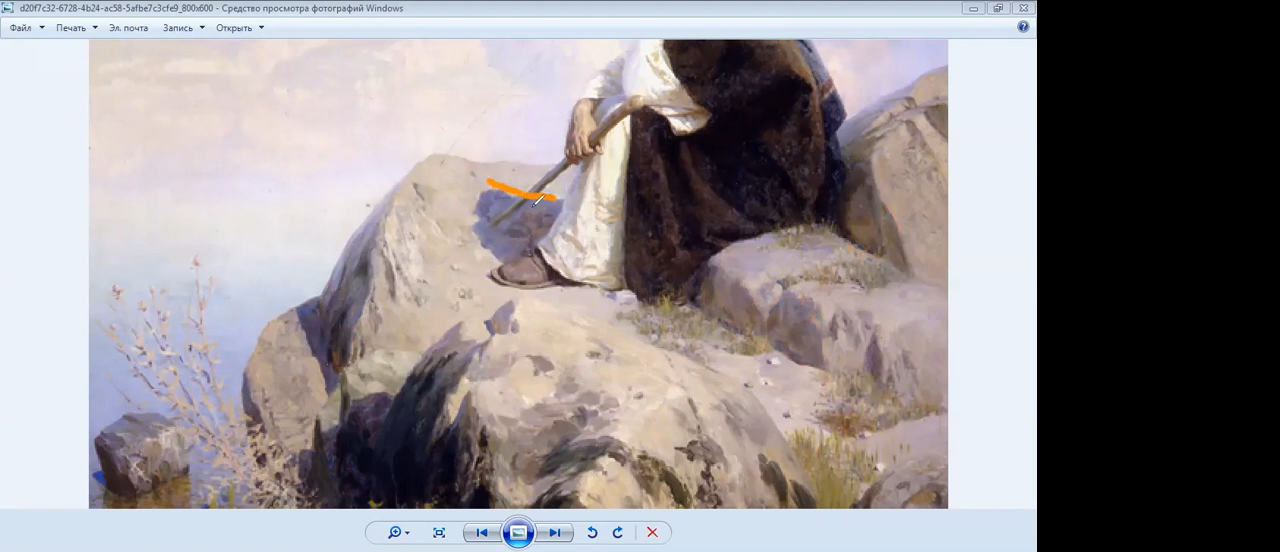 d20f7c32-6728-4b24-ac58-5afbe7c3cfe9_800x600 - Средство просмотра фотографий Windows
Файл Печать Эл. почта Запись Открыть